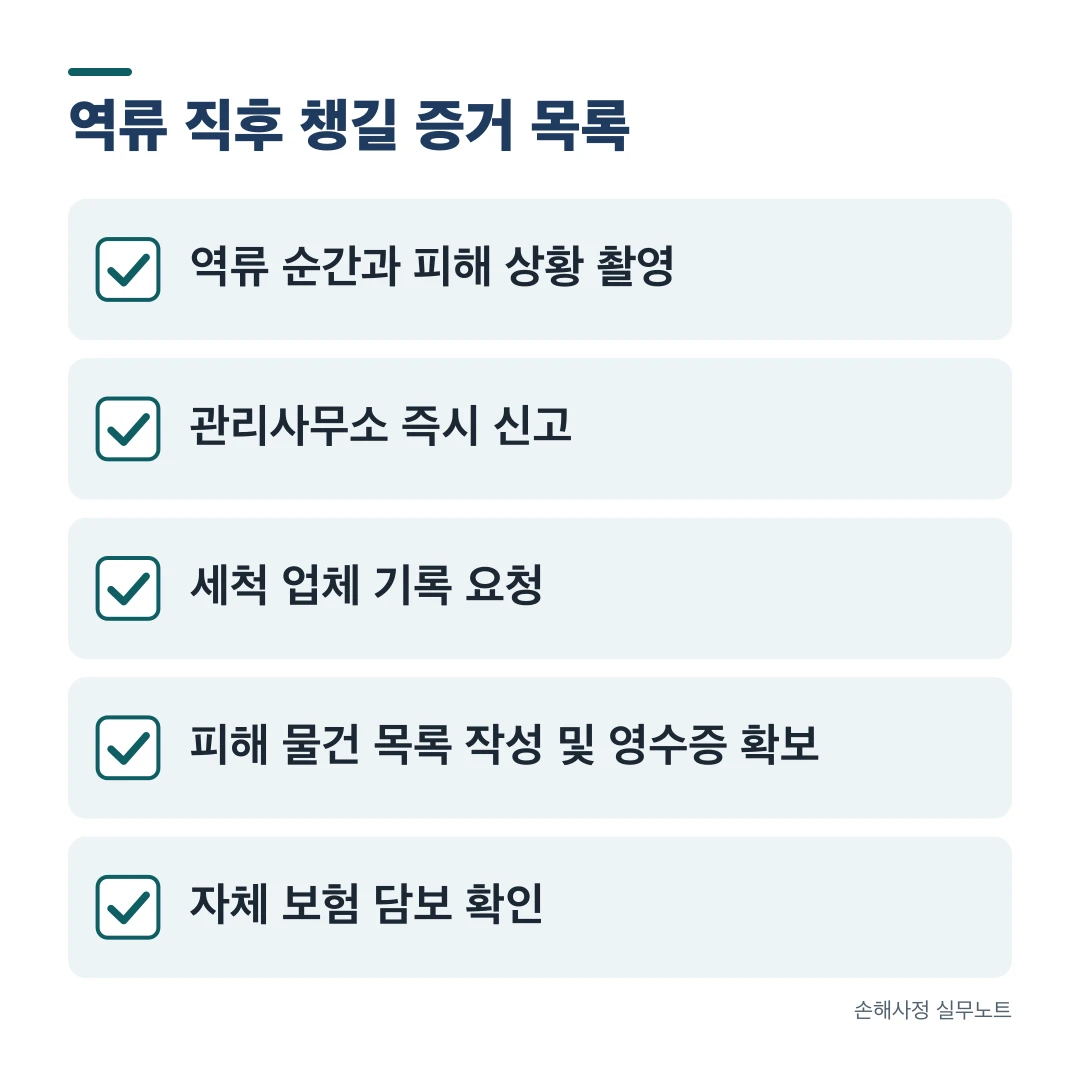 역류 직후 챙길 증거 목록
역류 순간과 피해 상황 촬영
관리사무소 즉시 신고
세척 업체 기록 요청
피해 물건 목록 작성 및 영수증 확보
자체 보험 담보 확인
손해사정 실무노트